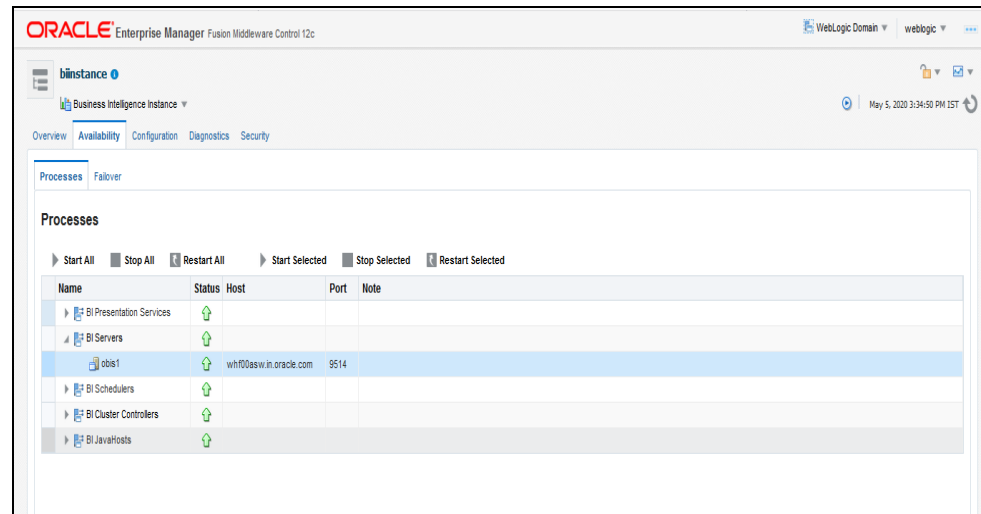 ORACLE Enterprise Manager Fusion Middleware Control 12c WebLogic Domain weblogic
biinstance
Business Intelligence Instance May 5, 2020 3:34:50 PM IST
Overview Availability Configuration Diagnostics Security
Processes Failover
Processes
Start All Stop All Restart All Start Selected Stop Selected Restart Selected
Name Status Host Port Note
BI Presentation Services
BI Servers
obis1 whf00asw.in.oracle.com 9514
BI Schedulers
BI Cluster Controllers
BI JavaHosts